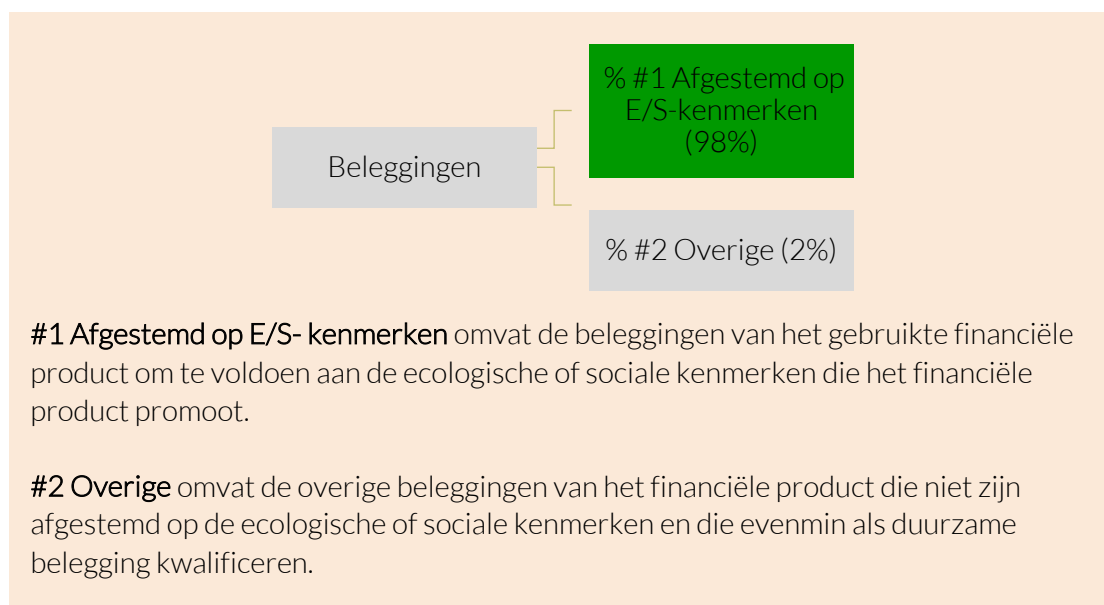 % #1 Afgestemd op
E/S-kenmerken
(98%)
Beleggingen
% #2 Overige (2%)
#1 Afgestemd op E/S- kenmerken omvat de beleggingen van het gebruikte financiële
product om te voldoen aan de ecologische of sociale kenmerken die het financiële
product promoot.
#2 Overige omvat de overige beleggingen van het financiële product die niet zijn
afgestemd op de ecologische of sociale kenmerken en die evenmin als duurzame
belegging kwalificeren.